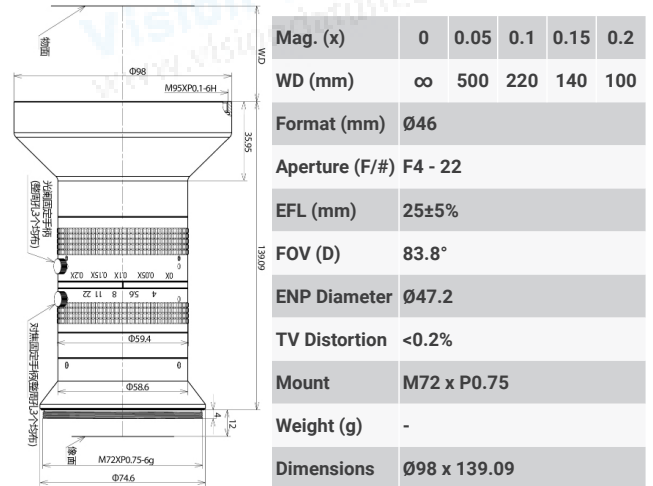 物面
W.D
Φ98
M95XP0.1-6H
35.95
光圈固定手柄
(整周孔,3个均布)
139.09
0X 0.05X 0.1X 0.15X 0.2X
4 5.6 8 11 22
Φ59.4
对焦固定手柄(整周孔,3个均布)
Φ58.6
4
12
像面
M72XP0.75-6g
Φ74.6
Mag. (x) 0 0.05 0.1 0.15 0.2
WD (mm) ∞ 500 220 140 100
Format (mm) Ø46
Aperture (F/#) F4 - 22
EFL (mm) 25±5%
FOV (D) 83.8°
ENP Diameter Ø47.2
TV Distortion <0.2%
Mount M72 x P0.75
Weight (g) -
Dimensions Ø98 x 139.09